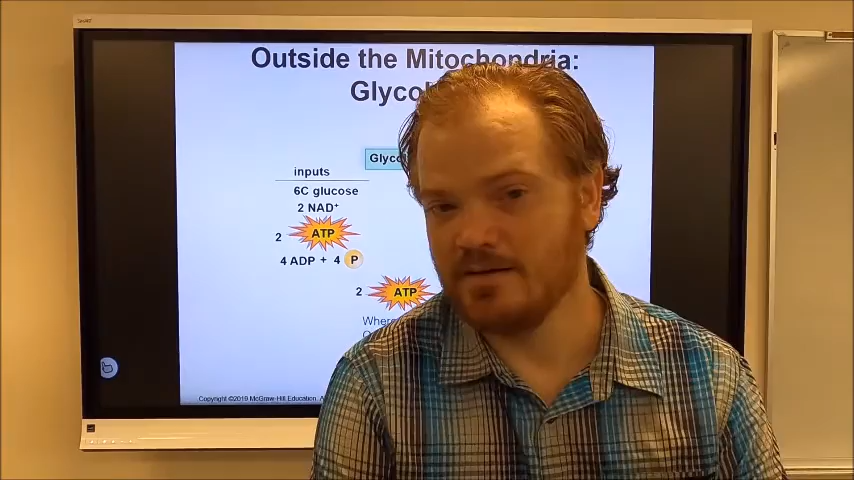 Outside the Mitochondria:
Glyco
Glyco
inputs
6C glucose
2 NAD+
2 ATP
4 ADP + 4 P
2 ATP
Where
Copyright ©2019 McGraw-Hill Education.